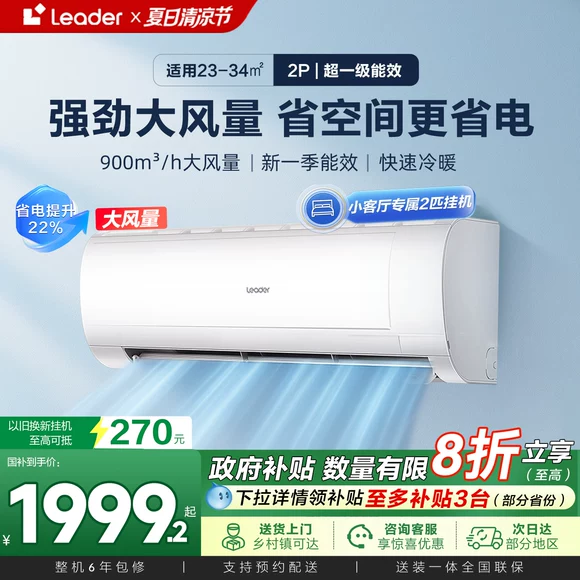 Leader × 夏日清凉节
适用23-34㎡ 2P | 超一级能效
强劲大风量 省空间更省电
900m³/h大风量 | 新一季能效 | 快速冷暖
省电提升
22%
大风量
小客厅专属2匹挂机
Leader
以旧换新挂机
至高可抵
270元
国补到手价:
¥1999.2起
政府补贴 数量有限 8折立享
(至高)
下拉详情领补贴 至多补贴3台(部分省份)
送货上门
乡村镇可达
咨询客服
享惊喜优惠
次日达
部分地区
整机6年包修
支持预约配送
送装一体全国联保